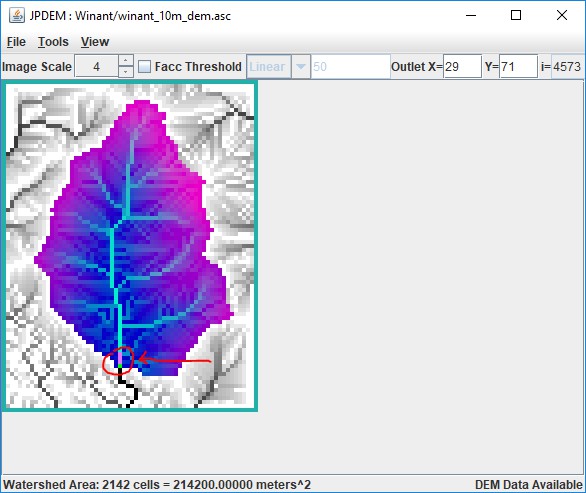 JPDEM : Winant/winant_10m_dem.asc
File Tools View
Image Scale 4 Facc Threshold Linear 50 Outlet X= 29 Y= 71 i= 4573
Watershed Area: 2142 cells = 214200.00000 meters^2 DEM Data Available